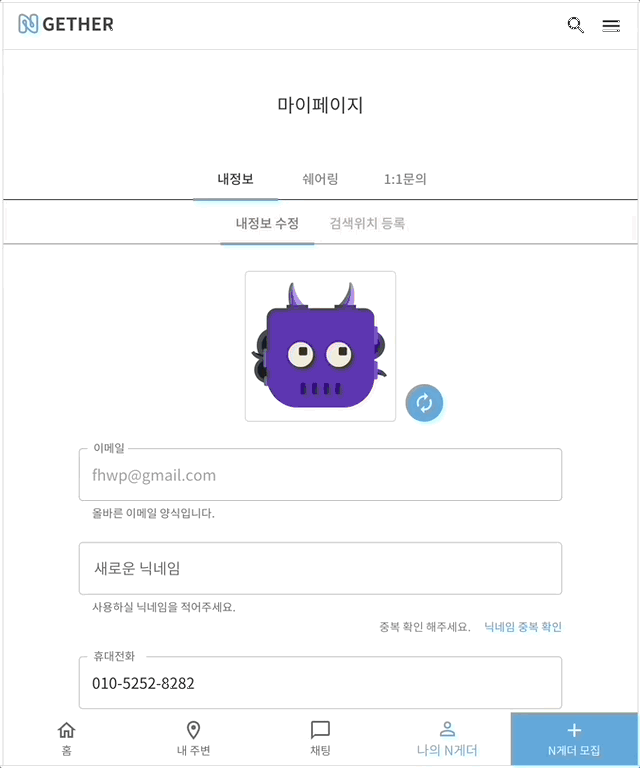 GETHER
마이페이지
내정보 쉐어링 1:1문의
내정보 수정 검색위치 등록
이메일
fhwp@gmail.com
올바른 이메일 양식입니다.
새로운 닉네임
사용하실 닉네임을 적어주세요.
중복 확인 해주세요. 닉네임 중복 확인
휴대전화
010-5252-8282
홈 내 주변 채팅 나의 N게더 N게더 모집